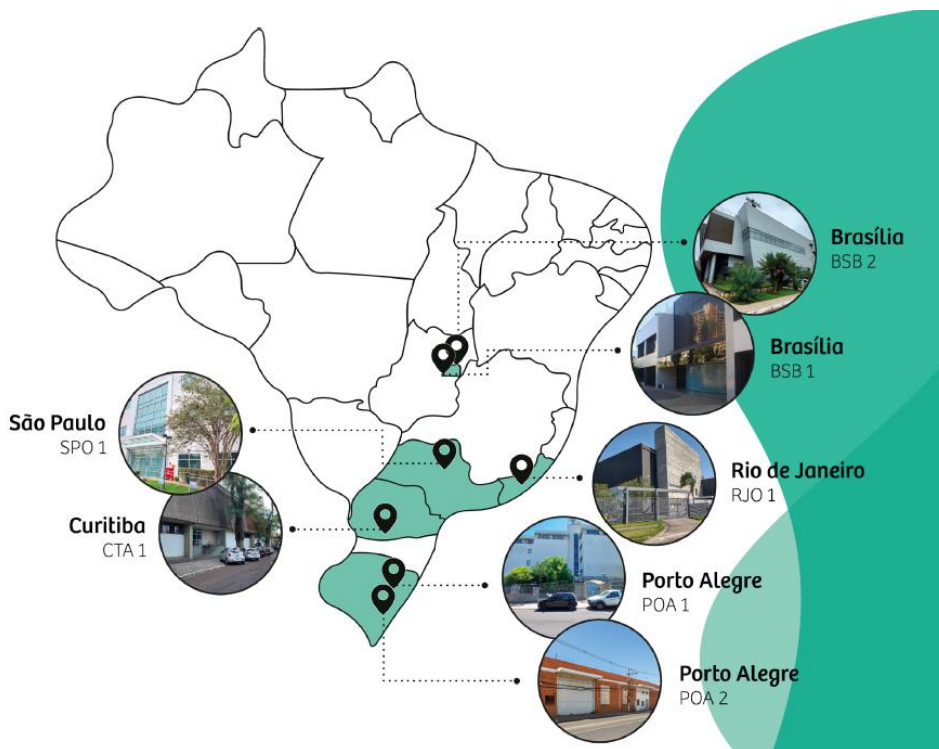 Brasília
BSB 2
Brasília
BSB 1
São Paulo
SPO 1
Rio de Janeiro
RJO 1
Curitiba
CTA 1
Porto Alegre
POA 1
Porto Alegre
POA 2